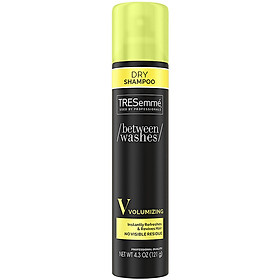 DRY
SHAMPOO
TRESemmé
USED BY PROFESSIONALS
/between
washes/
V VOLUMIZING
Instantly Refreshes
& Revives Hair
NO VISIBLE RESIDUE
PROFESSIONAL QUALITY
NET WT 4.3 OZ (121 g)